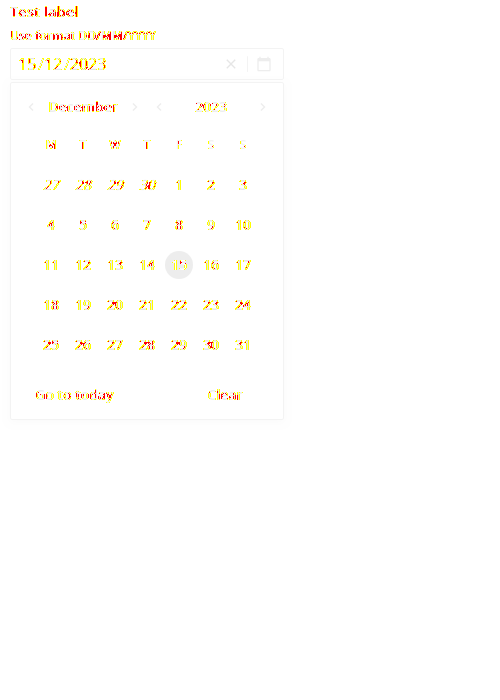 Test label
Use format DD/MM/YYYY
15/12/2023
December 2023
M T W T F S S
27 28 29 30 1 2 3
4 5 6 7 8 9 10
11 12 13 14 15 16 17
18 19 20 21 22 23 24
25 26 27 28 29 30 31
Go to today Clear